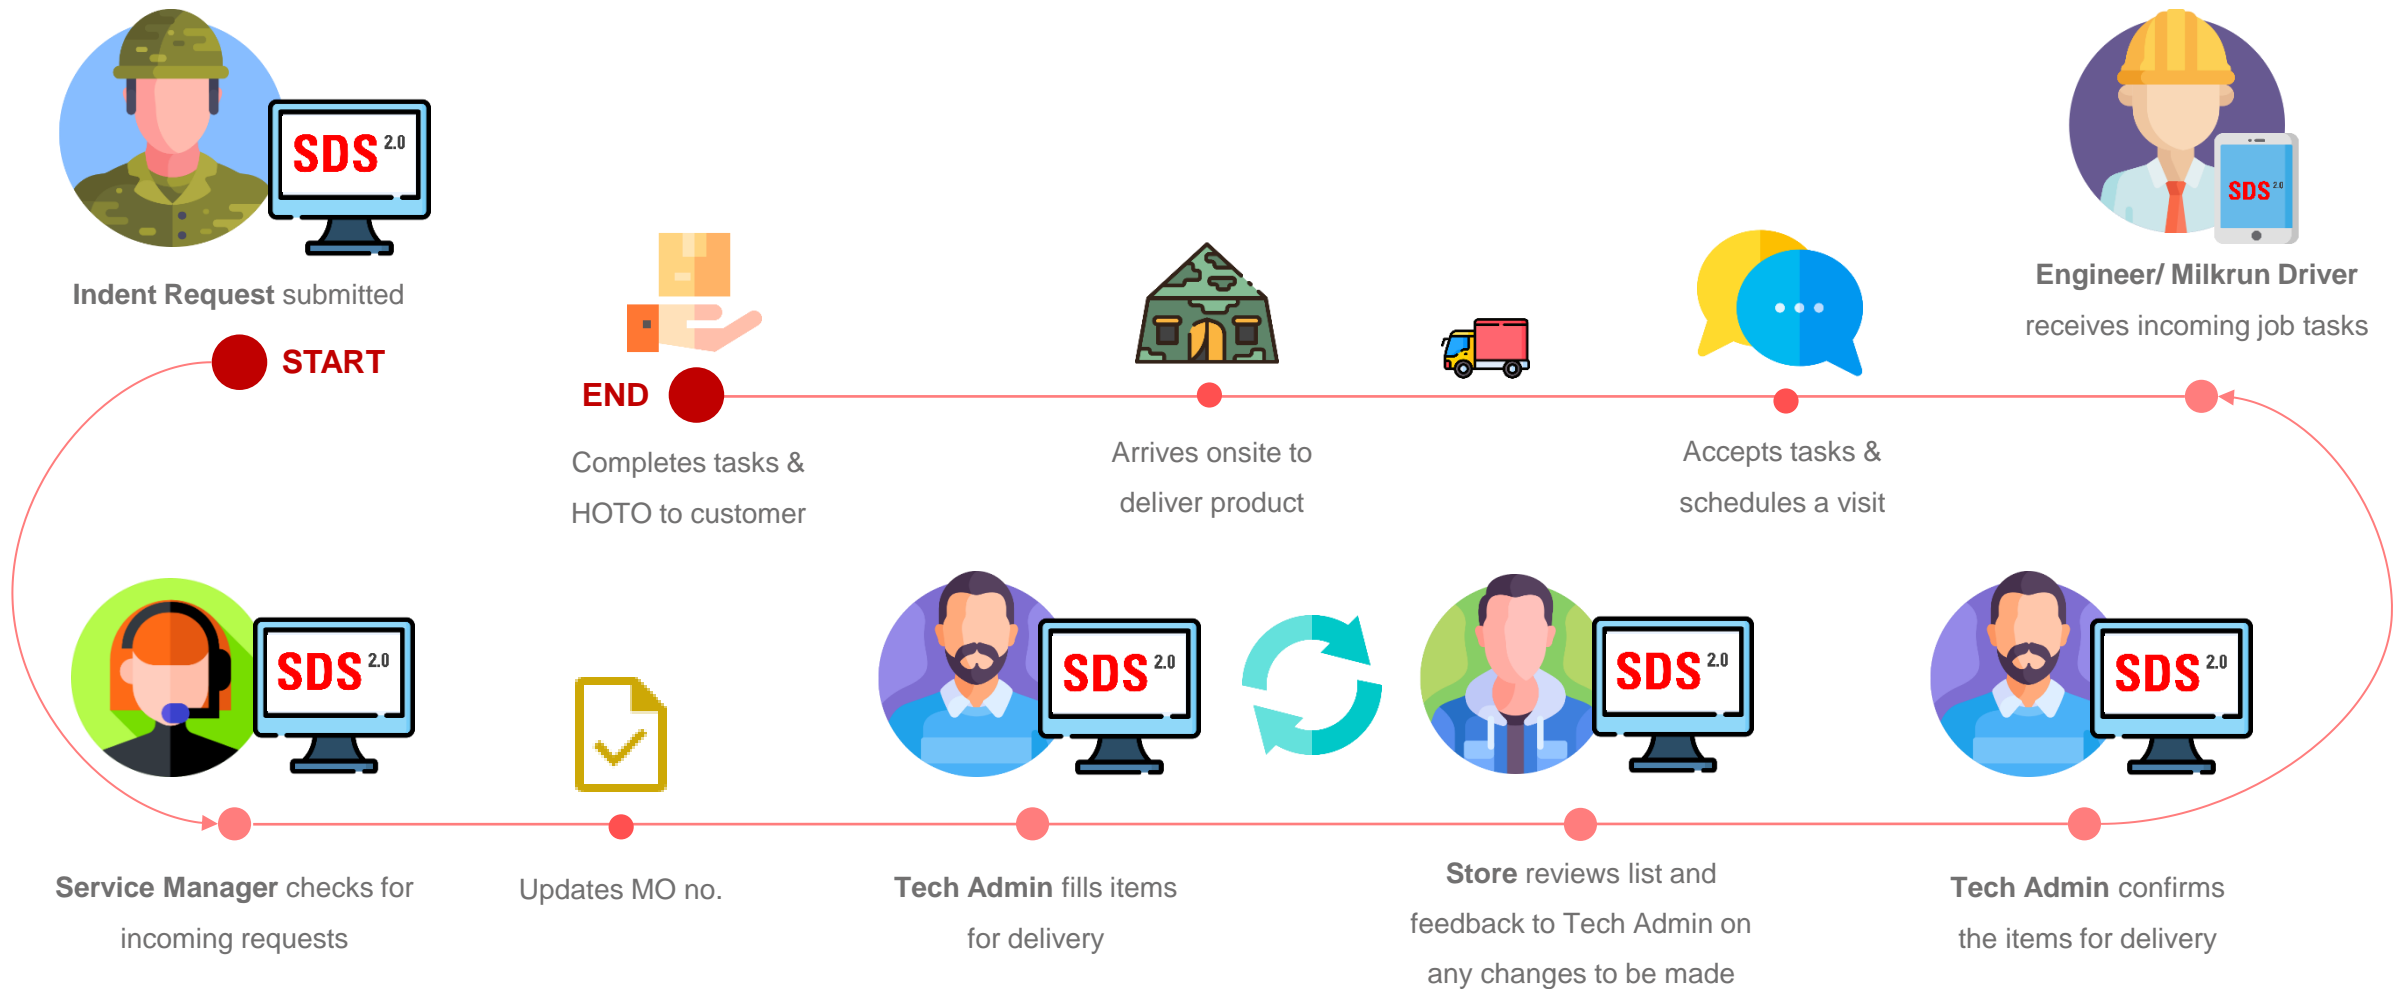 SDS 2.0
Indent Request submitted
START
SDS 2.0
Service Manager checks for
incoming requests
Updates MO no.
SDS 2.0
Tech Admin fills items
for delivery
SDS 2.0
Store reviews list and
feedback to Tech Admin on
any changes to be made
SDS 2.0
Tech Admin confirms
the items for delivery
SDS 2.0
Engineer/ Milkrun Driver
receives incoming job tasks
Accepts tasks &
schedules a visit
Arrives onsite to
deliver product
END
Completes tasks &
HOTO to customer